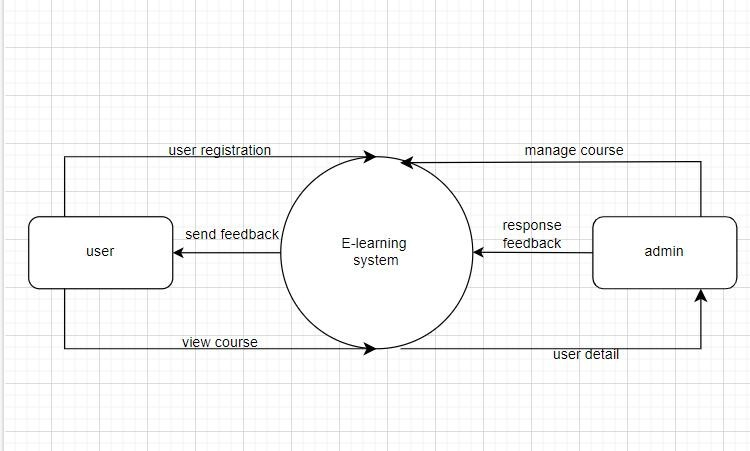 user registration
manage course
send feedback
response
feedback
user
E-learning
system
admin
view course
user detail